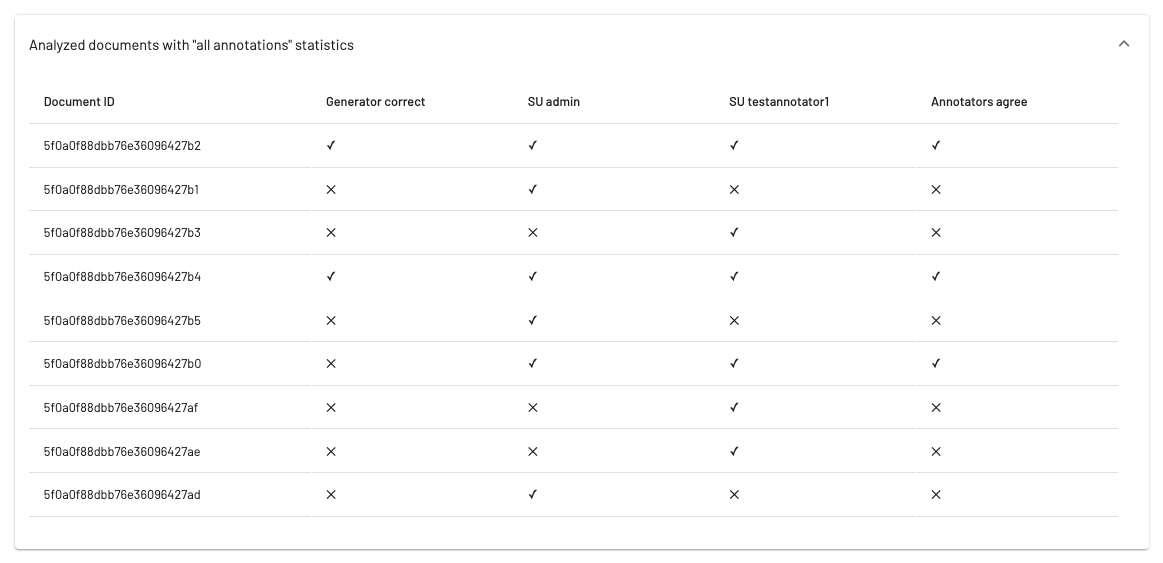 Analyzed documents with "all annotations" statistics
Document ID Generator correct SU admin SU testannotator1 Annotators agree
5f0a0f88dbb76e36096427b2 ✓ ✓ ✓ ✓
5f0a0f88dbb76e36096427b1 ✕ ✓ ✕ ✕
5f0a0f88dbb76e36096427b3 ✕ ✕ ✓ ✕
5f0a0f88dbb76e36096427b4 ✓ ✓ ✓ ✓
5f0a0f88dbb76e36096427b5 ✕ ✓ ✕ ✕
5f0a0f88dbb76e36096427b0 ✕ ✓ ✓ ✓
5f0a0f88dbb76e36096427af ✕ ✕ ✓ ✕
5f0a0f88dbb76e36096427ae ✕ ✕ ✓ ✕
5f0a0f88dbb76e36096427ad ✕ ✓ ✕ ✕